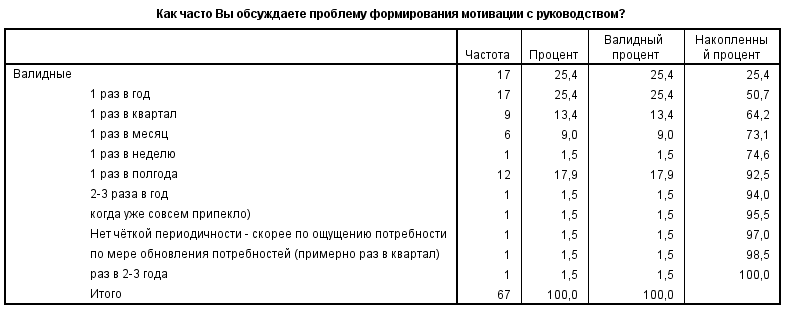 Как часто Вы обсуждаете проблему формирования мотивации с руководством?
Частота Процент Валидный процент Накопленны й процент
Валидные 17 25,4 25,4 25,4
1 раз в год 17 25,4 25,4 50,7
1 раз в квартал 9 13,4 13,4 64,2
1 раз в месяц 6 9,0 9,0 73,1
1 раз в неделю 1 1,5 1,5 74,6
1 раз в полгода 12 17,9 17,9 92,5
2-3 раза в год 1 1,5 1,5 94,0
когда уже совсем припекло) 1 1,5 1,5 95,5
Нет чёткой периодичности - скорее по ощущению потребности 1 1,5 1,5 97,0
по мере обновления потребностей (примерно раз в квартал) 1 1,5 1,5 98,5
раз в 2-3 года 1 1,5 1,5 100,0
Итого 67 100,0 100,0